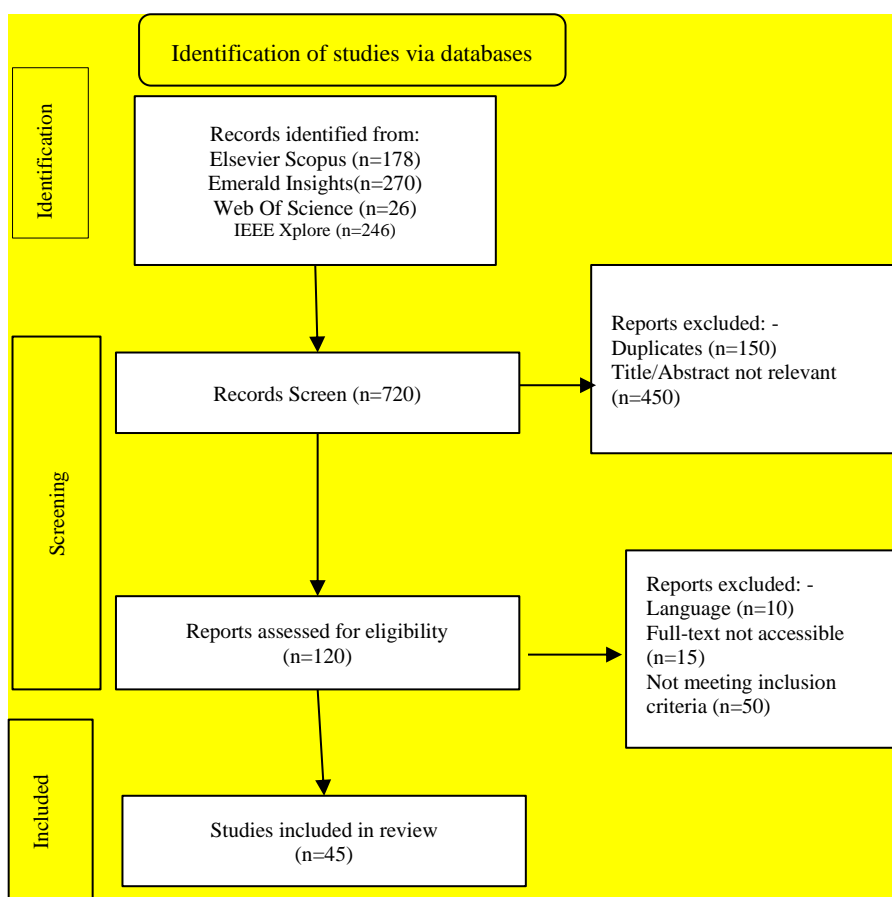 Identification of studies via databases
Identification
Records identified from:
Elsevier Scopus (n=178)
Emerald Insights(n=270)
Web Of Science (n=26)
IEEE Xplore (n=246)
Reports excluded: -
Duplicates (n=150)
Title/Abstract not relevant
(n=450)
Screening
Records Screen (n=720)
Reports assessed for eligibility
(n=120)
Reports excluded: -
Language (n=10)
Full-text not accessible
(n=15)
Not meeting inclusion
criteria (n=50)
Included
Studies included in review
(n=45)